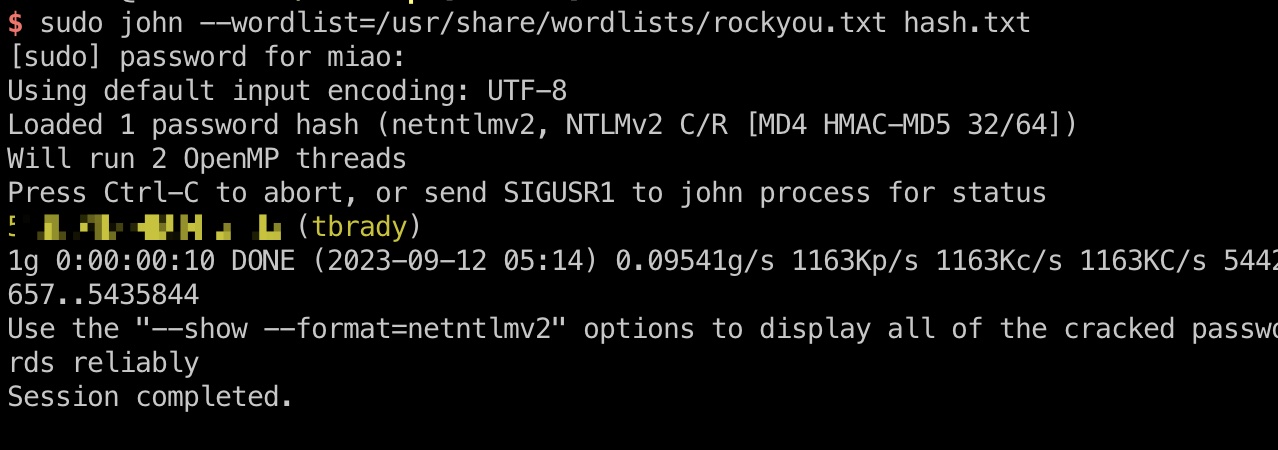 $ sudo john --wordlist=/usr/share/wordlists/rockyou.txt hash.txt
[sudo] password for miao:
Using default input encoding: UTF-8
Loaded 1 password hash (netntlmv2, NTLMv2 C/R [MD4 HMAC-MD5 32/64])
Will run 2 OpenMP threads
Press Ctrl-C to abort, or send SIGUSR1 to john process for status
(tbrady)
1g 0:00:00:10 DONE (2023-09-12 05:14) 0.09541g/s 1163Kp/s 1163Kc/s 1163KC/s 5442
657..5435844
Use the "--show --format=netntlmv2" options to display all of the cracked passwo
rds reliably
Session completed.